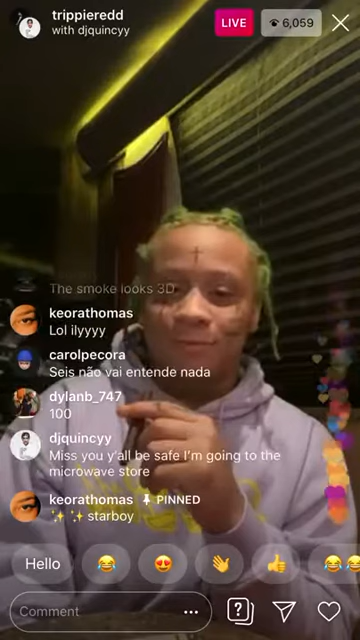 trippieredd
with djquincyy
LIVE
6,059
The smoke looks 3D
keorathomas
Lol ilyyyy
carolpecora
Seis não vai entende nada
dylanb_747
100
djquincyy
Miss you y'all be safe I'm going to the
microwave store
keorathomas PINNED
✨ ✨ starboy
Hello
Comment